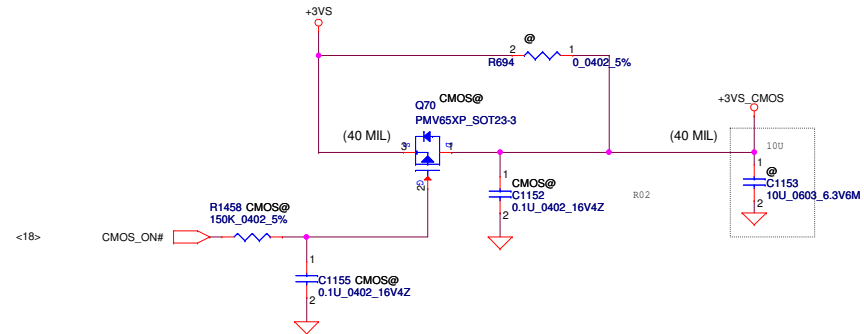 +3VS
@
2 1
R694 0_0402_5%
Q70 CMOS@
PMV65XP_SOT23-3
+3VS_CMOS
(40 MIL) 3 S D 1 (40 MIL)
10U
G
2
1
CMOS@
C1152
0.1U_0402_16V4Z
2
R02
1
@
C1153
10U_0603_6.3V6M
2
R1458 CMOS@
150K_0402_5%
<18> CMOS_ON#
1
C1155 CMOS@
0.1U_0402_16V4Z
2